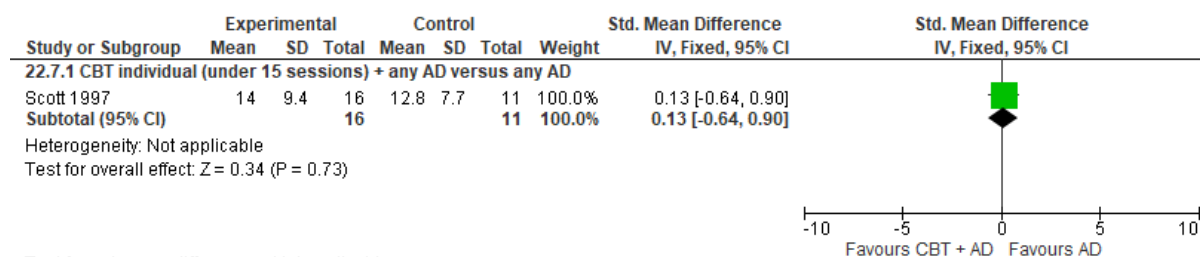 Experimental Control Std. Mean Difference Std. Mean Difference
Study or Subgroup Mean SD Total Mean SD Total Weight IV, Fixed, 95% CI IV, Fixed, 95% CI
22.7.1 CBT individual (under 15 sessions) + any AD versus any AD
Scott 1997 14 9.4 16 12.8 7.7 11 100.0% 0.13 [-0.64, 0.90]
Subtotal (95% CI) 16 11 100.0% 0.13 [-0.64, 0.90]
Heterogeneity: Not applicable
Test for overall effect: Z = 0.34 (P = 0.73)
-10 -5 0 5 10
Favours CBT + AD Favours AD